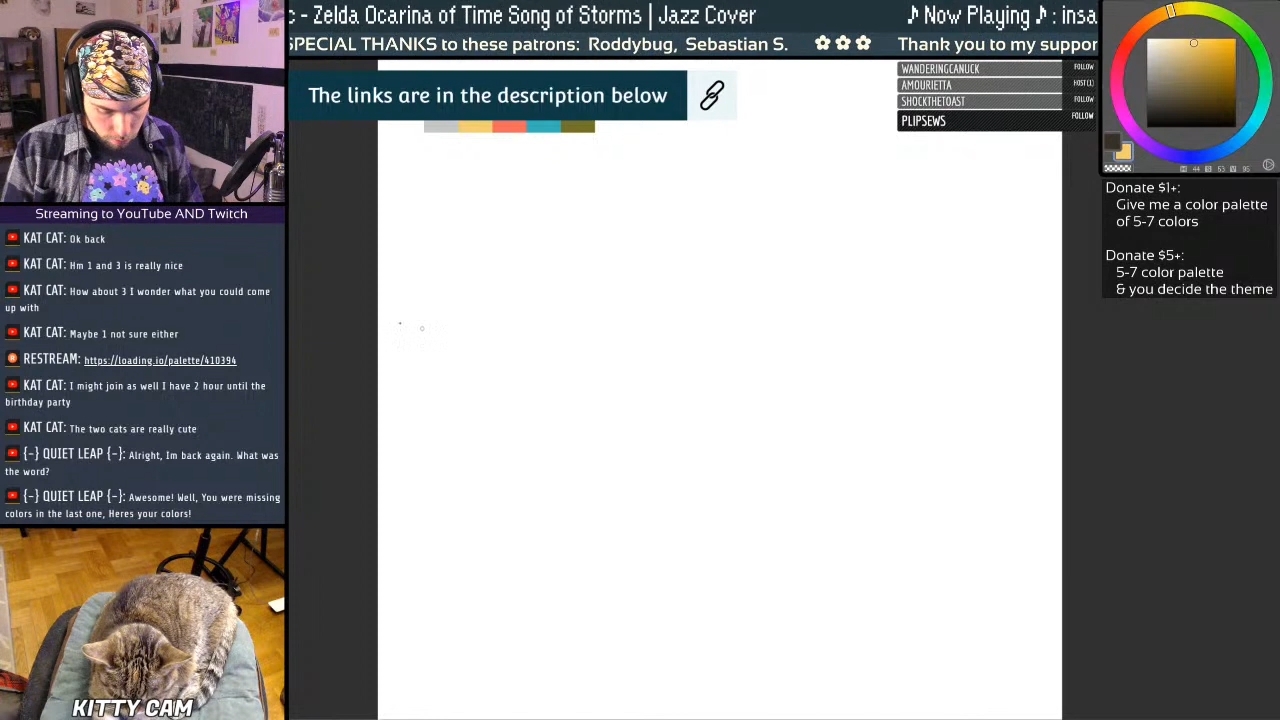 c - Zelda Ocarina of Time Song of Storms | Jazz Cover
♪ Now Playing ♪ : insa
SPECIAL THANKS to these patrons: Roddybug, Sebastian S. ✿ ✿ ✿ Thank you to my suppor
The links are in the description below
WANDERINGCANUCK FOLLOW
AMOURIETTA HOST(1)
SHOCKTHETOAST FOLLOW
PLIPSEWS FOLLOW
Donate $1+:
Give me a color palette
of 5-7 colors
Donate $5+:
5-7 color palette
& you decide the theme
Streaming to YouTube AND Twitch
KAT CAT: Ok back
KAT CAT: Hm 1 and 3 is really nice
KAT CAT: How about 3 I wonder what you could come
up with
KAT CAT: Maybe 1 not sure either
RESTREAM: https://loading.io/palette/410394
KAT CAT: I might join as well I have 2 hour until the
birthday party
KAT CAT: The two cats are really cute
{-} QUIET LEAP {-}: Alright, Im back again. What was
the word?
{-} QUIET LEAP {-}: Awesome! Well, You were missing
colors in the last one, Heres your colors!
KITTY CAM